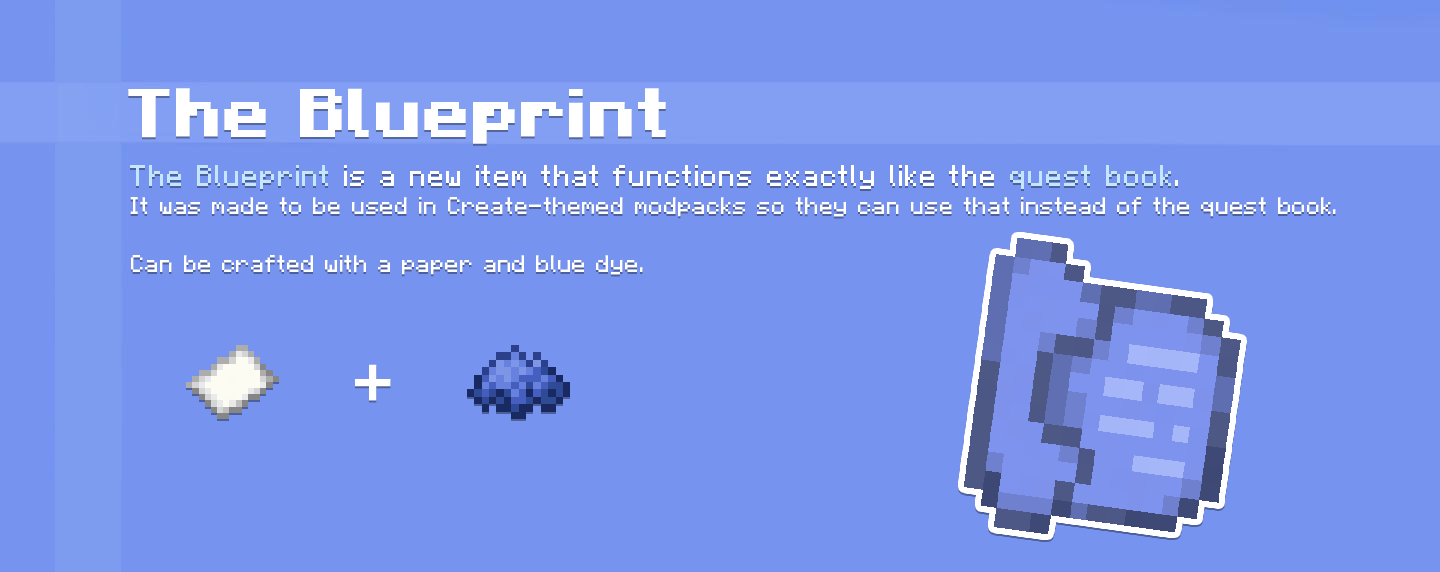 The Blueprint
The Blueprint is a new item that functions exactly like the quest book.
It was made to be used in Create-themed modpacks so they can use that instead of the quest book.
Can be crafted with a paper and blue dye.
+